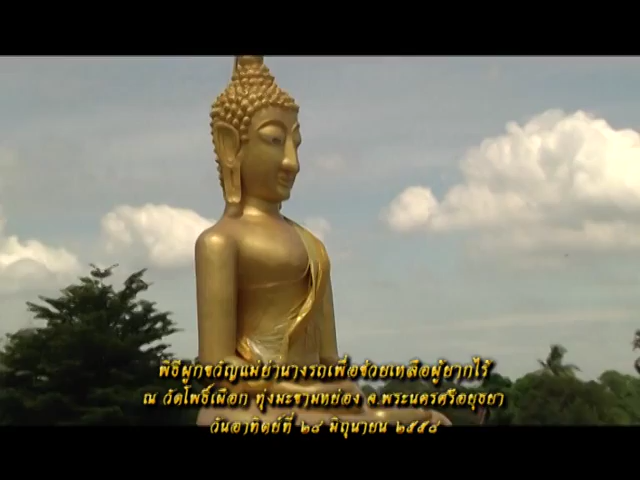 พิธีผูกขวัญแม่ย่านางรถเพื่อช่วยเหลือผู้ยากไร้
ณ วัดโพธิ์เผือก ทุ่งมะขามหย่อง จ.พระนครศรีอยุธยา
วันอาทิตย์ที่ ๒๘ มิถุนายน ๒๕๕๘